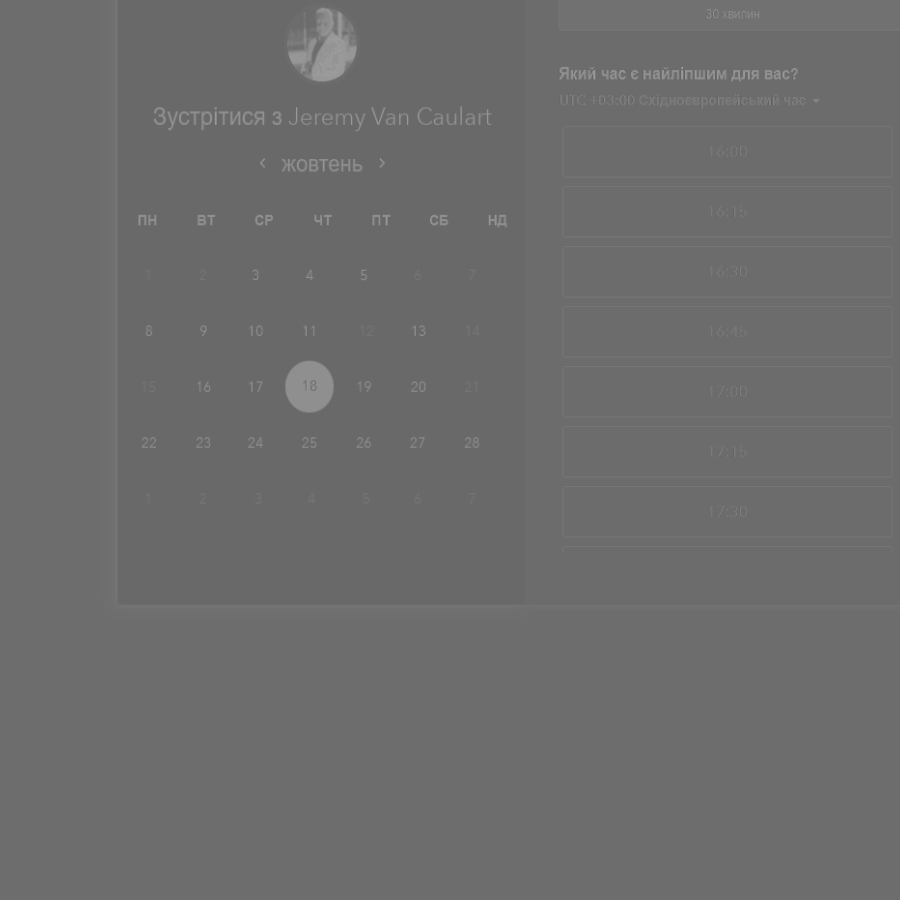 30 хвилин
Зустрітися з Jeremy Van Caulart
жовтень
ПН ВТ СР ЧТ ПТ СБ НД
1 2 3 4 5 6 7
8 9 10 11 12 13 14
15 16 17 18 19 20 21
22 23 24 25 26 27 28
1 2 3 4 5 6 7
Який час є найліпшим для вас?
UTC +03:00 Східноєвропейський час
16:00
16:15
16:30
16:45
17:00
17:15
17:30